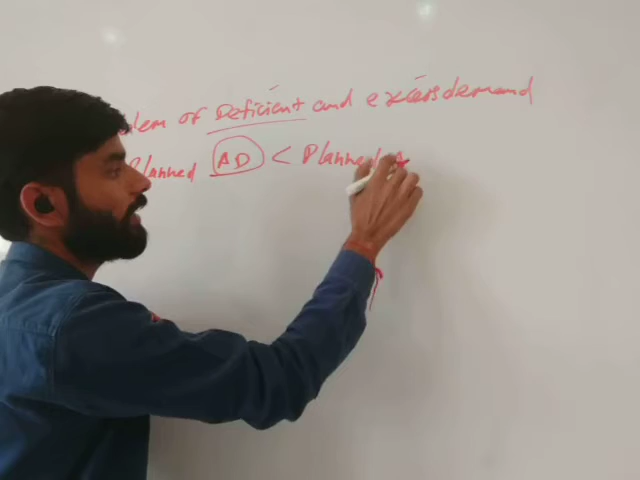 of Deficient and excess demand
Planned AD < Planned A